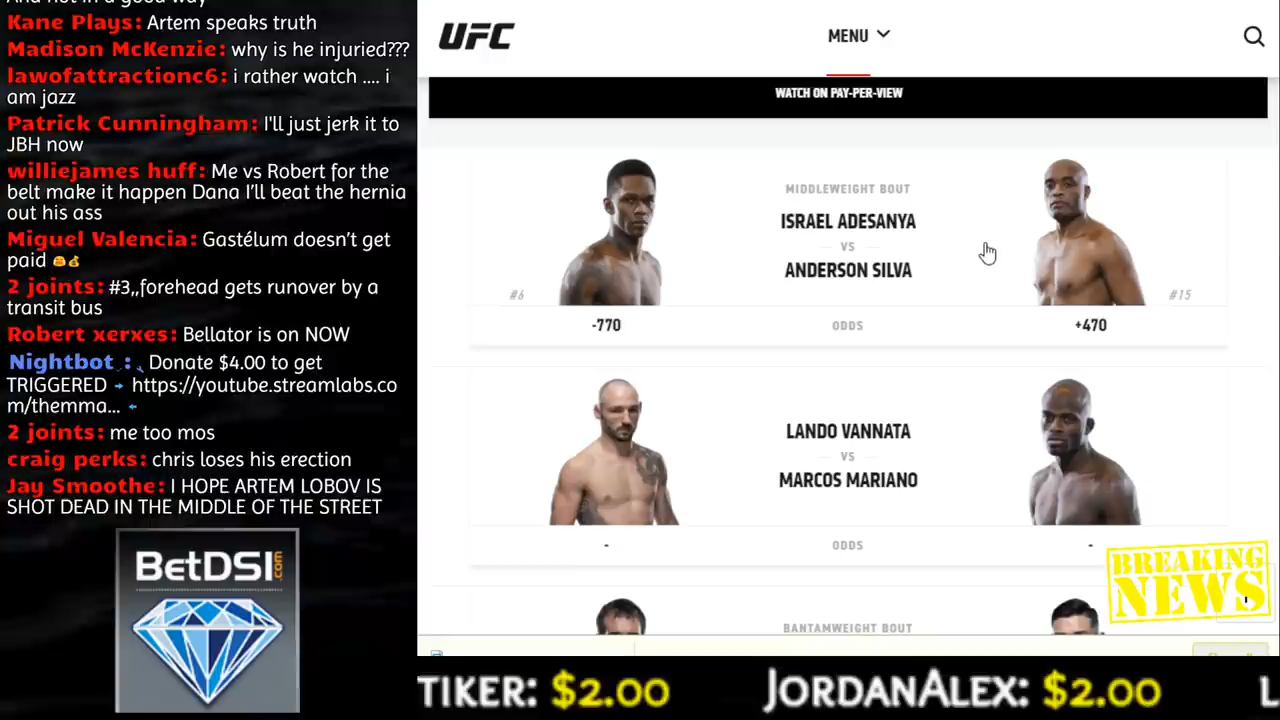 Kane Plays: Artem speaks truth
Madison McKenzie: why is he injuried???
lawofattractionc6: i rather watch .... i
am jazz
Patrick Cunningham: I'll just jerk it to
JBH now
williejames huff: Me vs Robert for the
belt make it happen Dana I'll beat the hernia
out his ass
Miguel Valencia: Gastélum doesn't get
paid
2 joints: #3,,forehead gets runover by a
transit bus
Robert xerxes: Bellator is on NOW
Nightbot : Donate $4.00 to get
TRIGGERED https://youtube.streamlabs.co
m/themma...
2 joints: me too mos
craig perks: chris loses his erection
Jay Smoothe: I HOPE ARTEM LOBOV IS
SHOT DEAD IN THE MIDDLE OF THE STREET
BetDSI.com
UFC
MENU
WATCH ON PAY-PER-VIEW
MIDDLEWEIGHT BOUT
ISRAEL ADESANYA
VS
ANDERSON SILVA
#6
#15
-770
ODDS
+470
LANDO VANNATA
VS
MARCOS MARIANO
-
ODDS
-
BANTAMWEIGHT BOUT
BREAKING
NEWS
TIKER: $2.00 JORDANALEX: $2.00 L